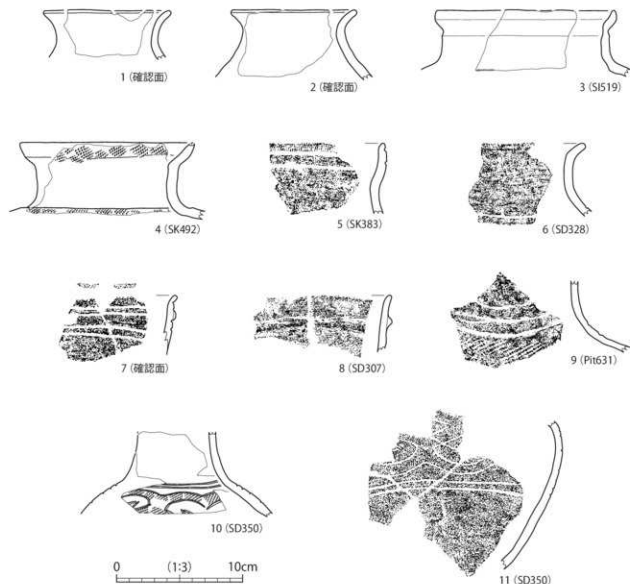 1 (確認面)
2 (確認面)
3 (SI519)
4 (SK492)
5 (SK383)
6 (SD328)
7 (確認面)
8 (SD307)
9 (Pit631)
10 (SD350)
11 (SD350)
0 (1:3) 10cm